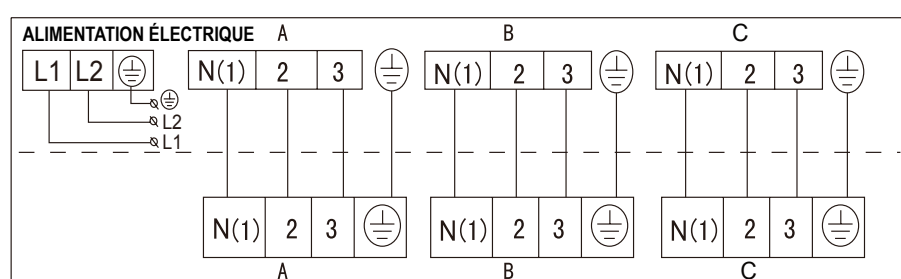 ALIMENTATION ÉLECTRIQUE A B C
L1 L2 N(1) 2 3 N(1) 2 3 N(1) 2 3
L2
L1
N(1) 2 3 N(1) 2 3 N(1) 2 3
A B C